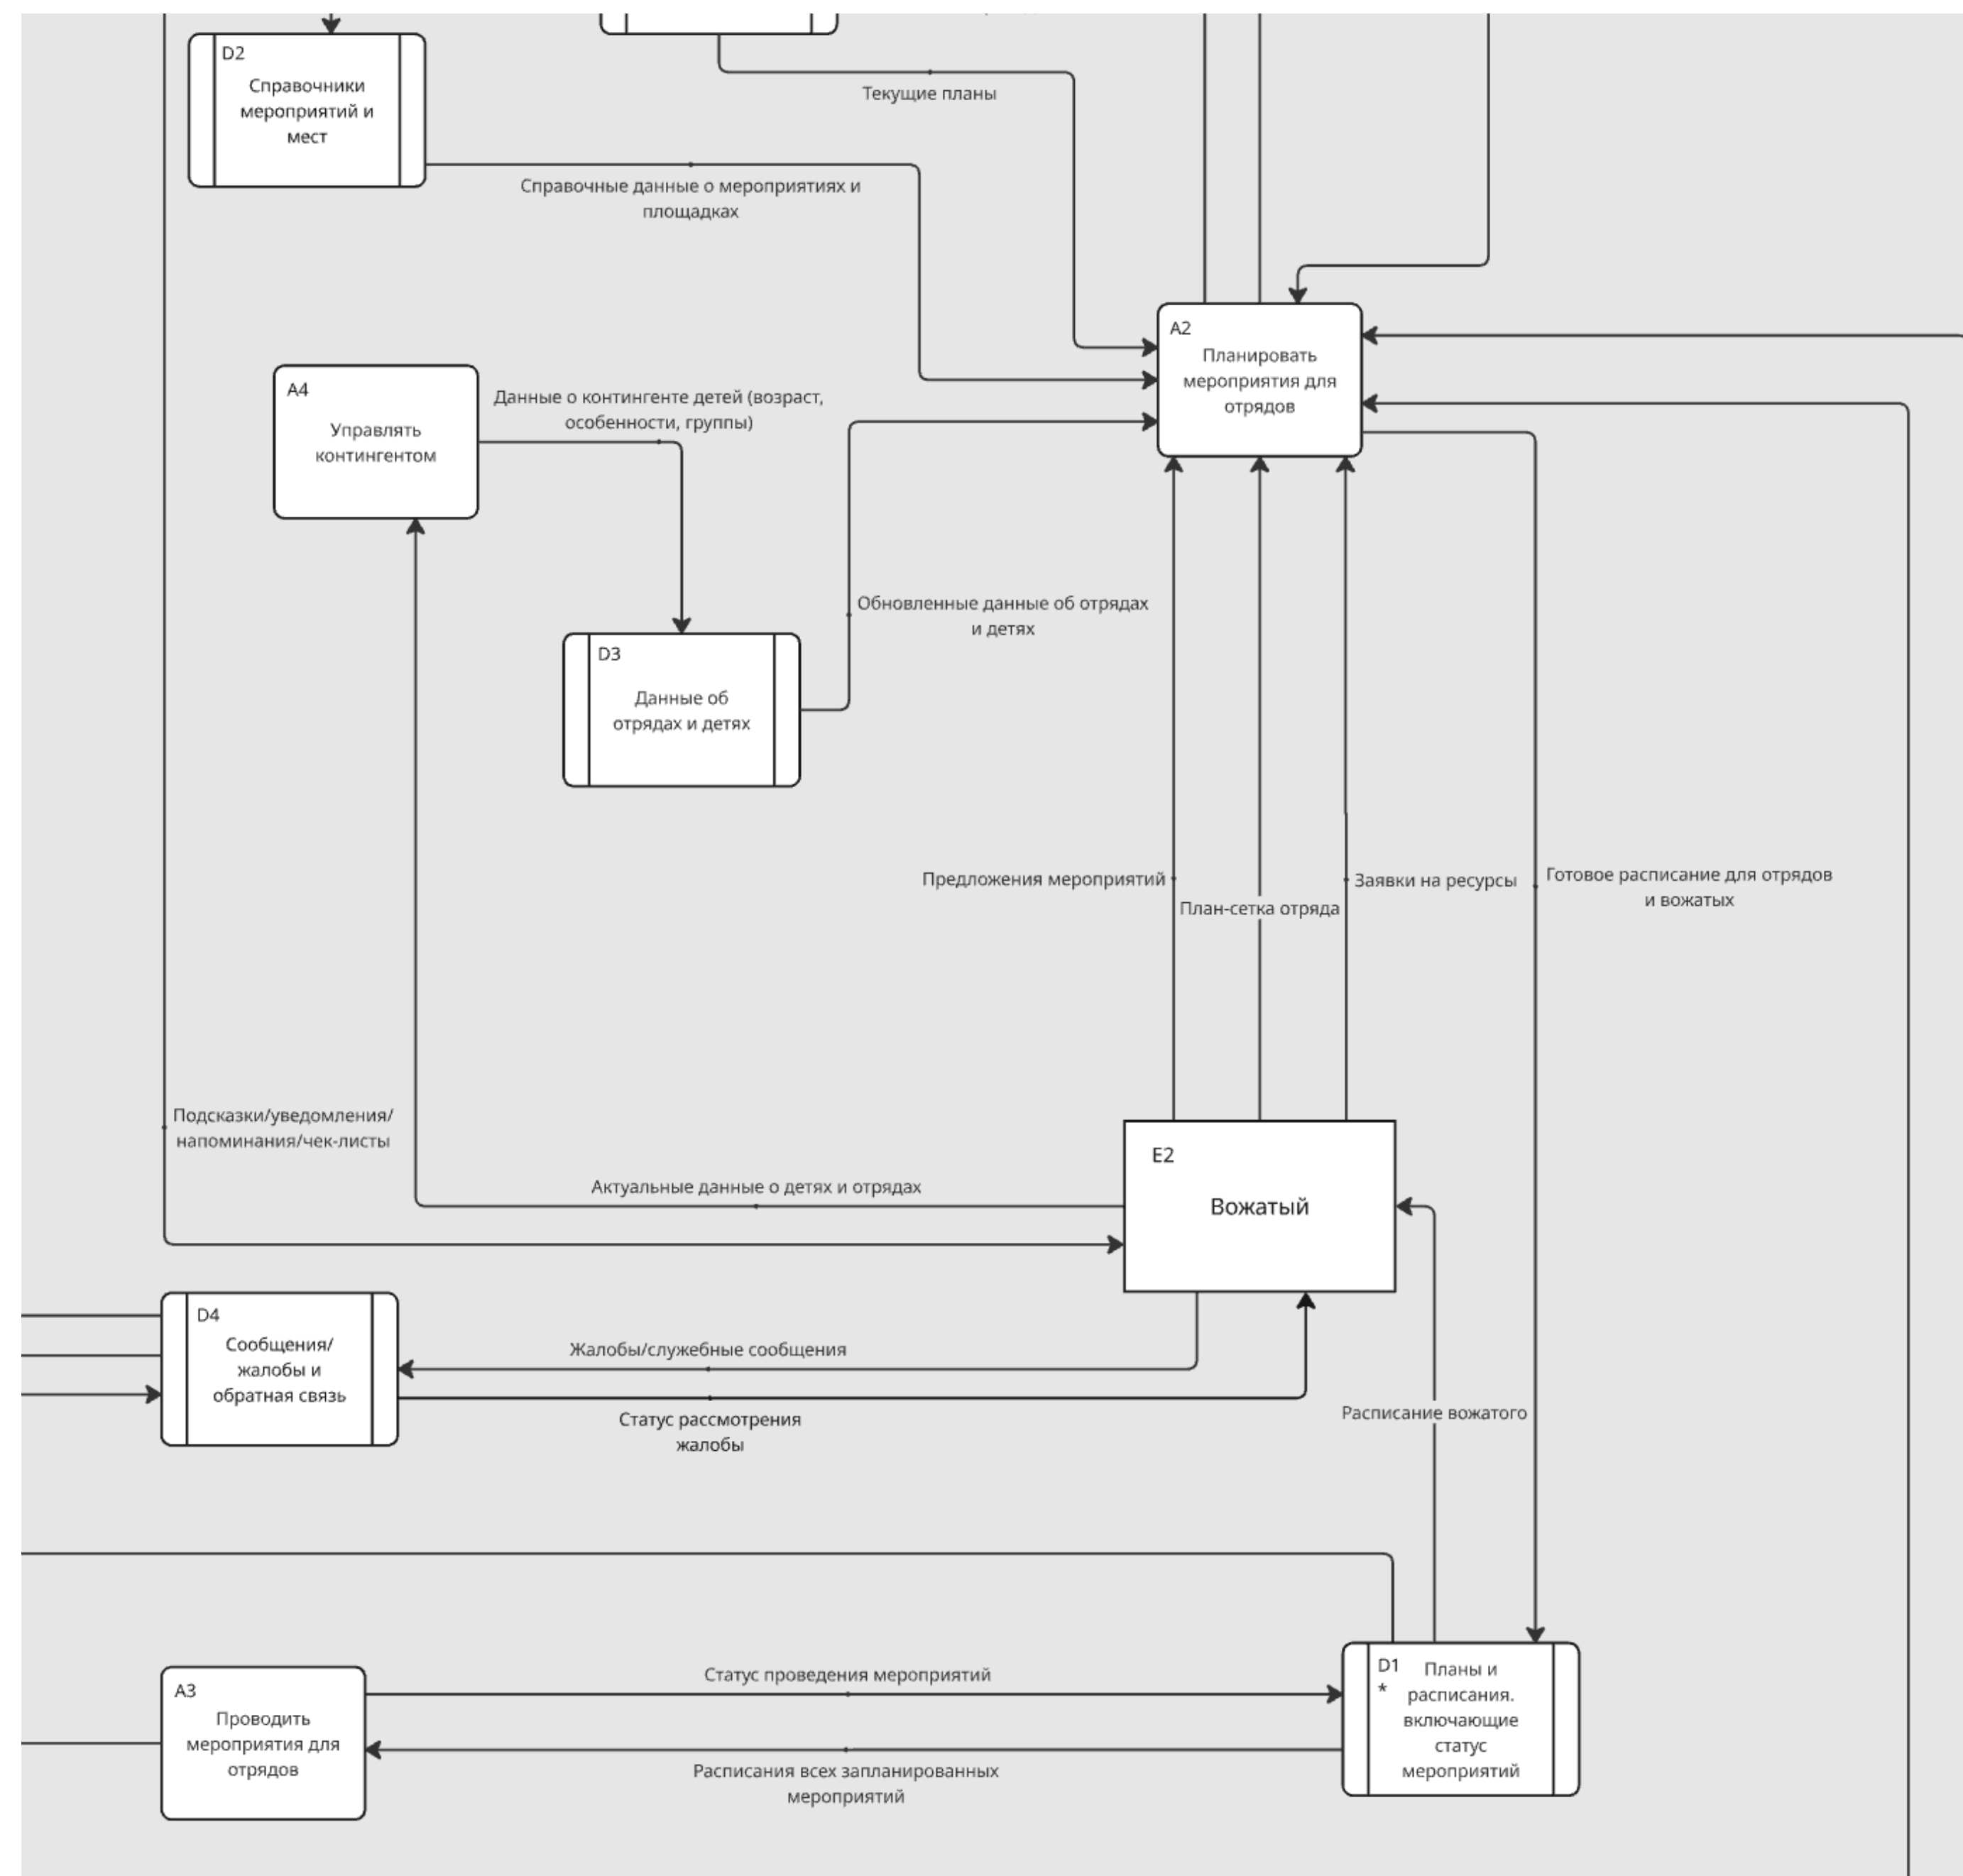 D2
Справочники
мероприятий и
мест
Текущие планы
Справочные данные о мероприятиях и
площадках
A2
Планировать
мероприятия для
отрядов
A4
Управлять
контингентом
Данные о контингенте детей (возраст,
особенности, группы)
Обновленные данные об отрядах
и детях
D3
Данные об
отрядах и детях
Предложения мероприятий
План-сетка отряда
Заявки на ресурсы
Готовое расписание для отрядов
и вожатых
Подсказки/уведомления/
напоминания/чек-листы
Актуальные данные о детях и отрядах
E2
Вожатый
D4
Сообщения/
жалобы и
обратная связь
Жалобы/служебные сообщения
Статус рассмотрения
жалобы
Расписание вожатого
A3
Проводить
мероприятия для
отрядов
Статус проведения мероприятий
Расписания всех запланированных
мероприятий
D1
*
Планы и
расписания.
включающие
статус
мероприятий